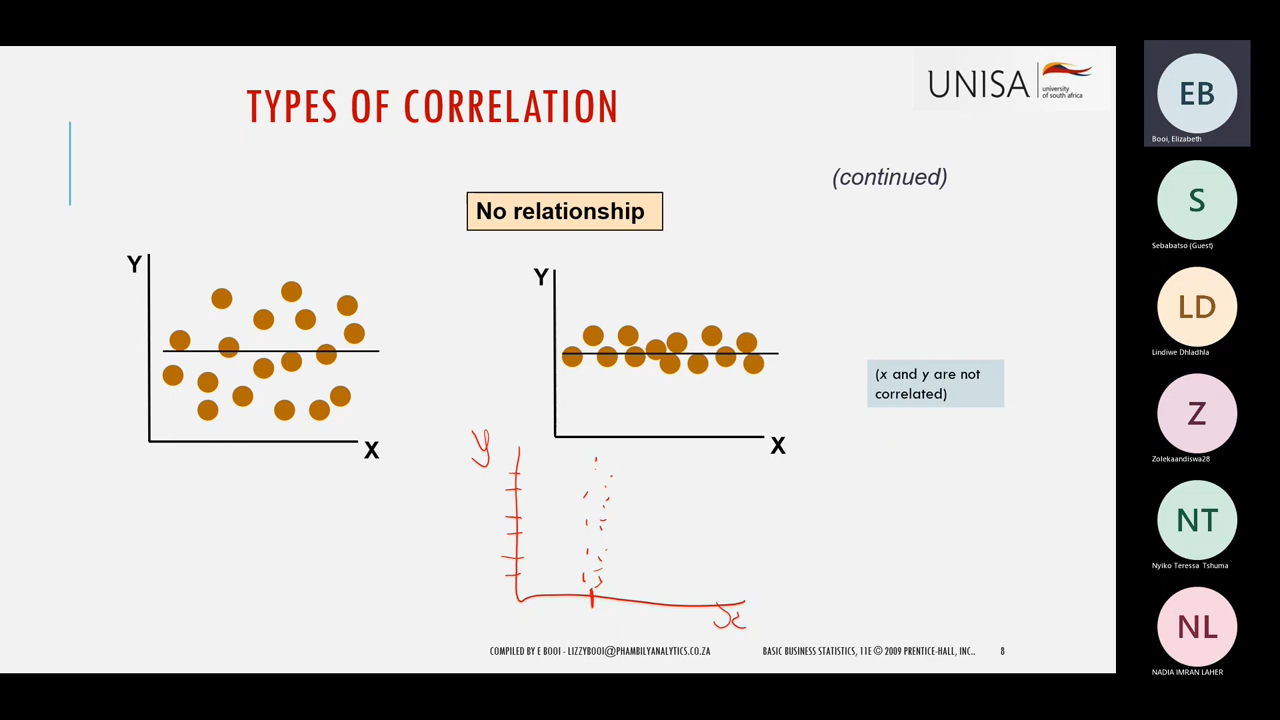 TYPES OF CORRELATION
UNISA
university
of south africa
(continued)
No relationship
Y
X
Y
X
(x and y are not
correlated)
y
x
COMPILED BY E BOOI - LIZZYBOOI@PHAMBILYANALYTICS.CO.ZA
BASIC BUSINESS STATISTICS, 11E © 2009 PRENTICE-HALL, INC..
8
EB
Booi, Elizabeth
S
Sebabatso (Guest)
LD
Lindiwe Dhladhla
Z
Zolekaandiswa28
NT
Nyiko Teressa Tshuma
NL
NADIA IMRAN LAHER